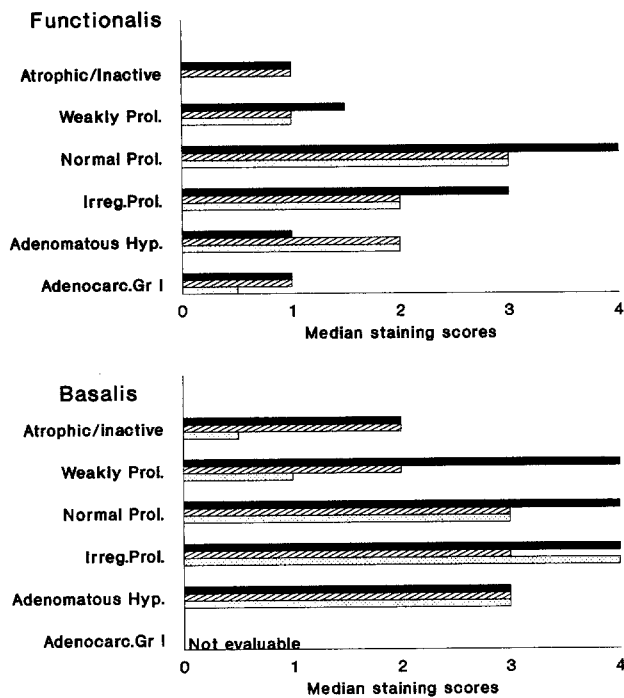 Functionalis
Atrophic/Inactive
Weakly Prol.
Normal Prol.
Irreg.Prol.
Adenomatous Hyp.
Adenocarc.Gr I
0 1 2 3 4
Median staining scores
Basalis
Atrophic/inactive
Weakly Prol.
Normal Prol.
Irreg.Prol.
Adenomatous Hyp.
Adenocarc.Gr I Not evaluable
0 1 2 3 4
Median staining scores